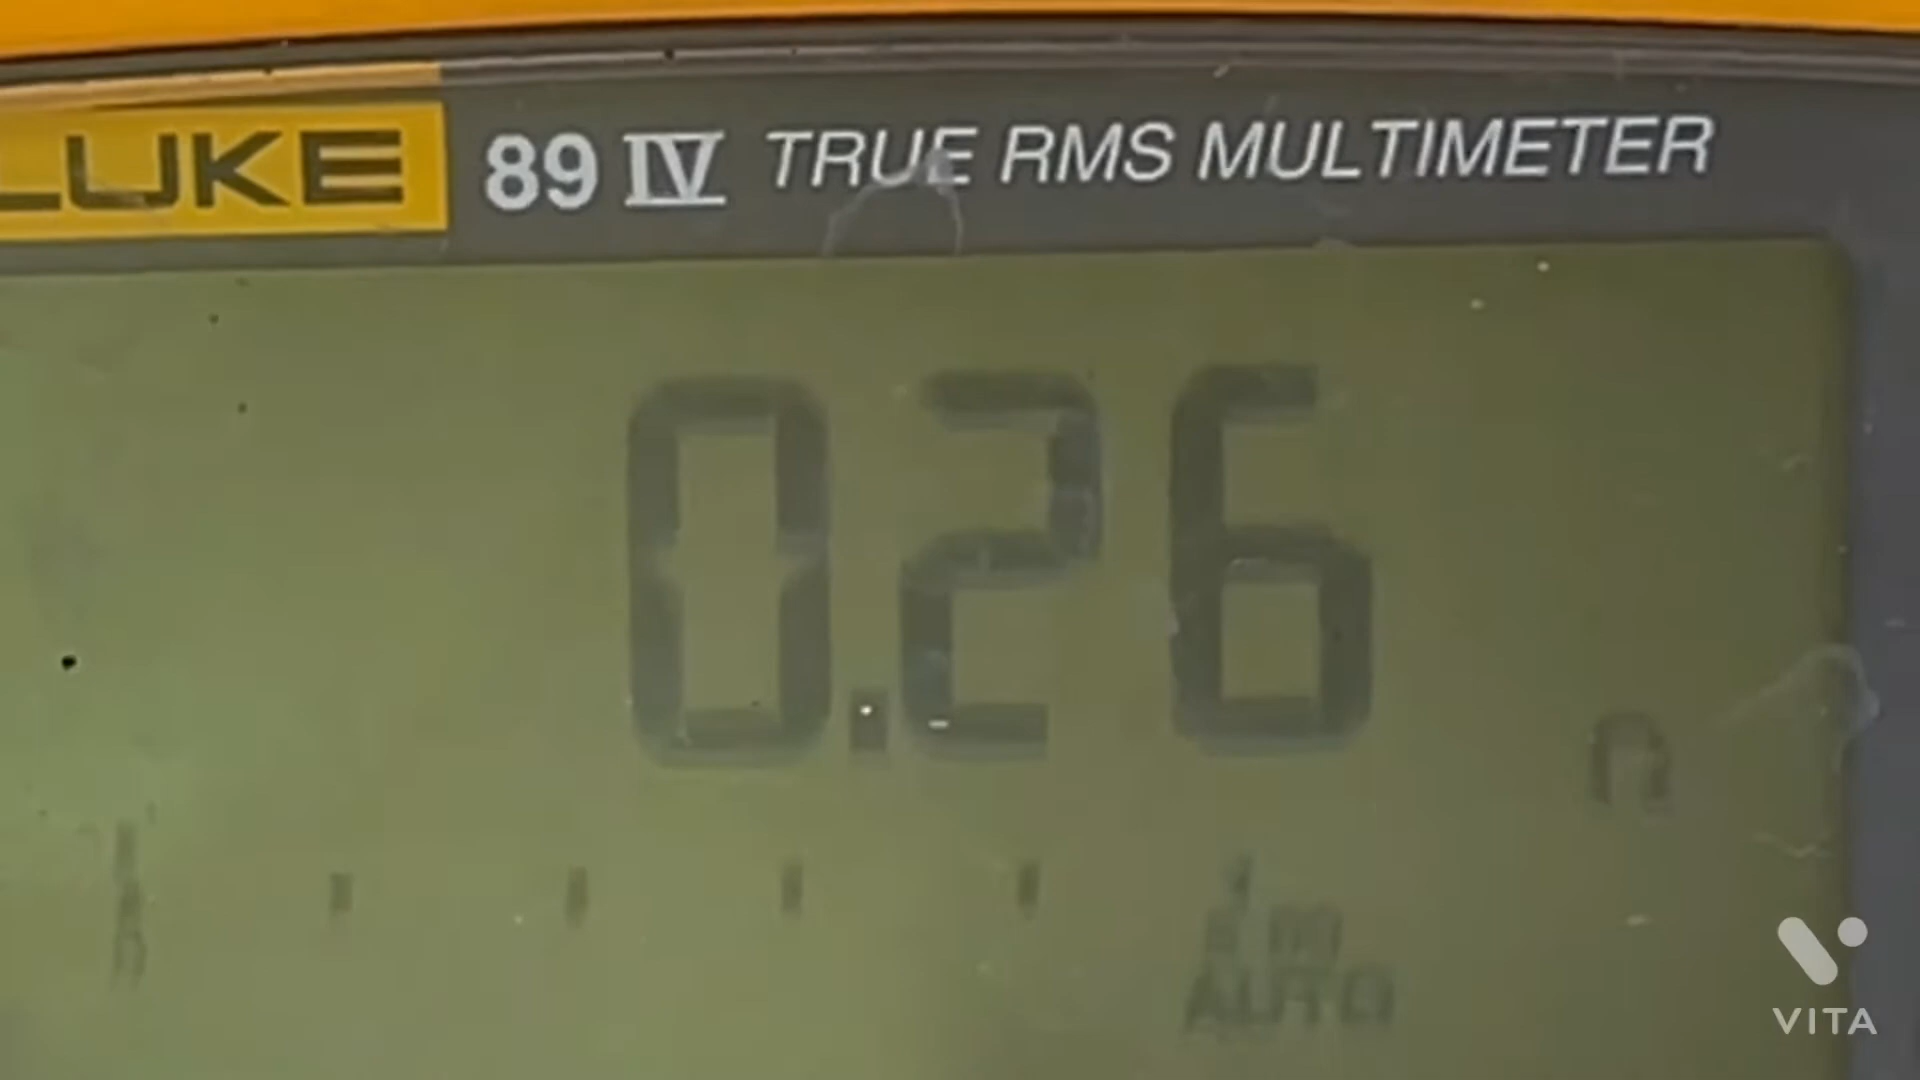 LUKE 89 IV TRUE RMS MULTIMETER
0.26
Ω
AUTO
VITA